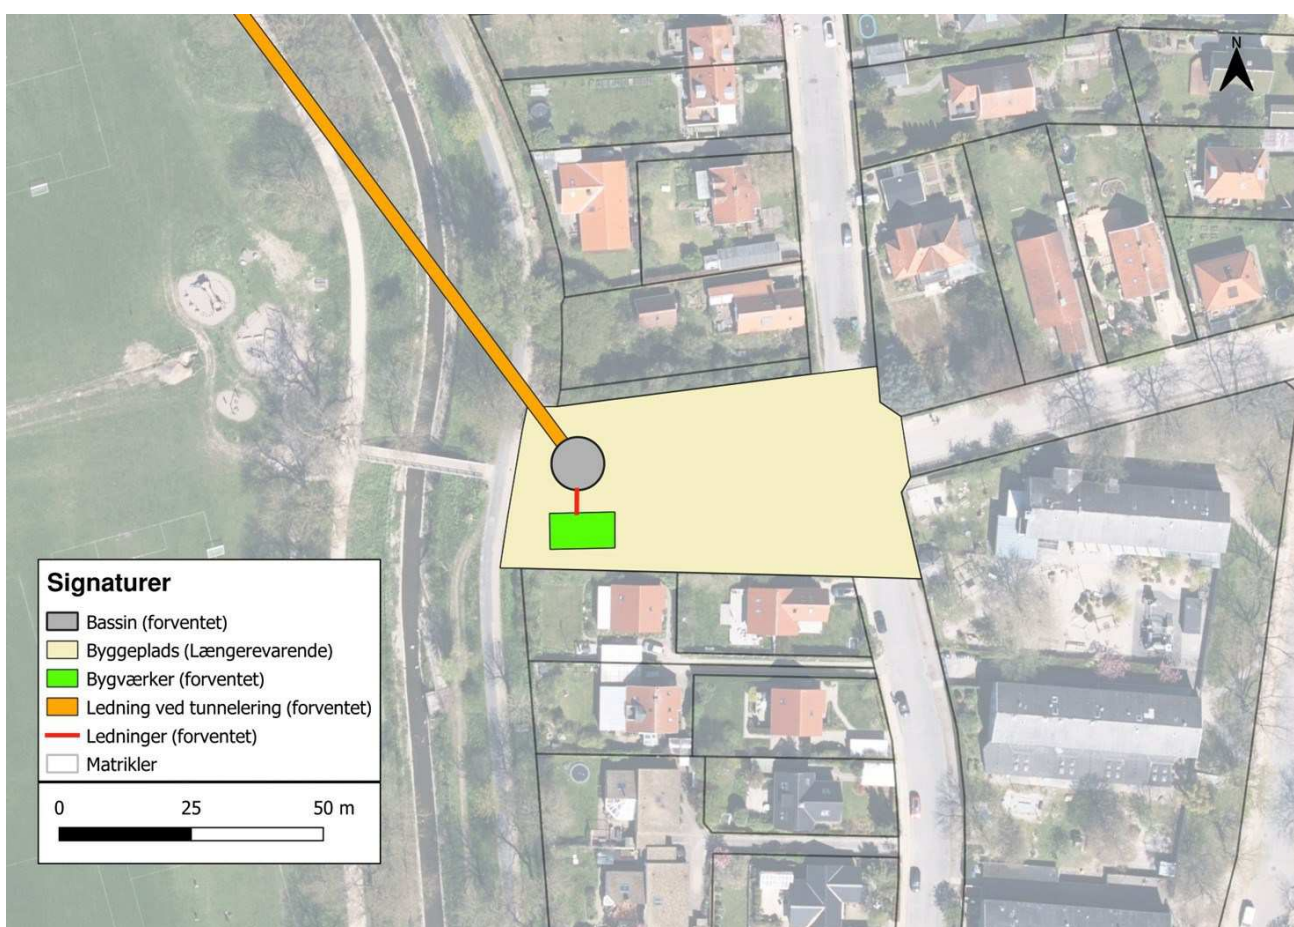 N
Signaturer
Bassin (forventet)
Byggeplads (Længerevarende)
Bygværker (forventet)
Ledning ved tunnelering (forventet)
Ledninger (forventet)
Matrikler
0 25 50 m